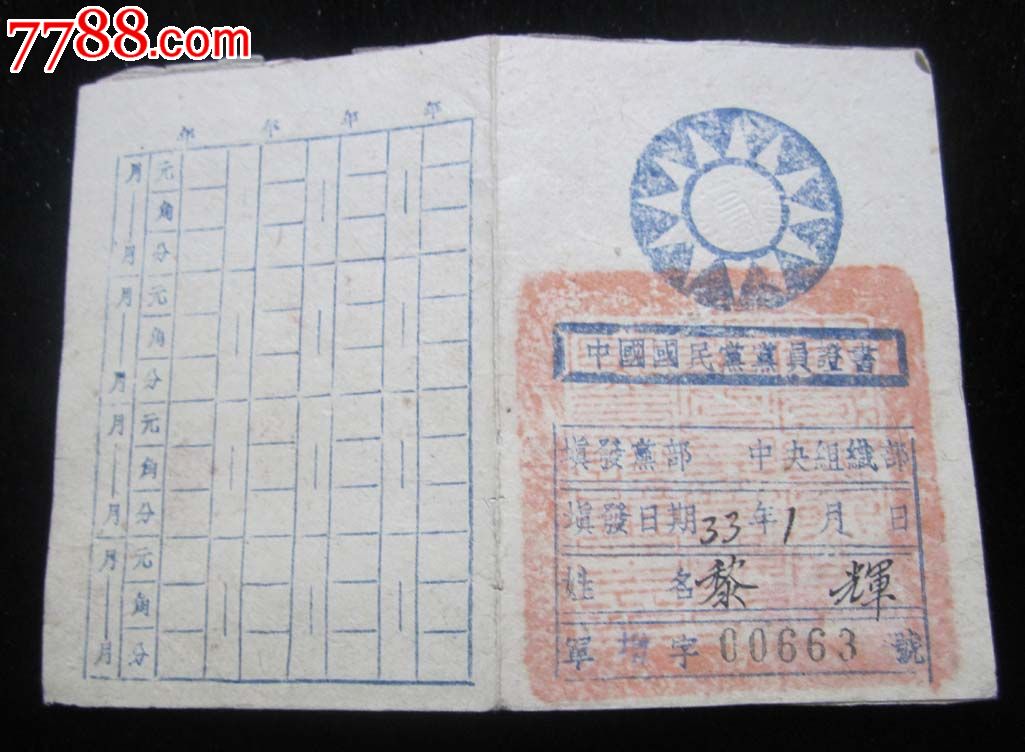 7788.com
年 年 年 年
月 元
角
月 分
月 元
角
月 分
月 元
角
月 分
月 元
角
月 分
中國國民黨黨員證書
填發黨部 中央組織部
填發日期 33 年 1 月 日
姓 名 黎 輝
軍 增 字 00663 號